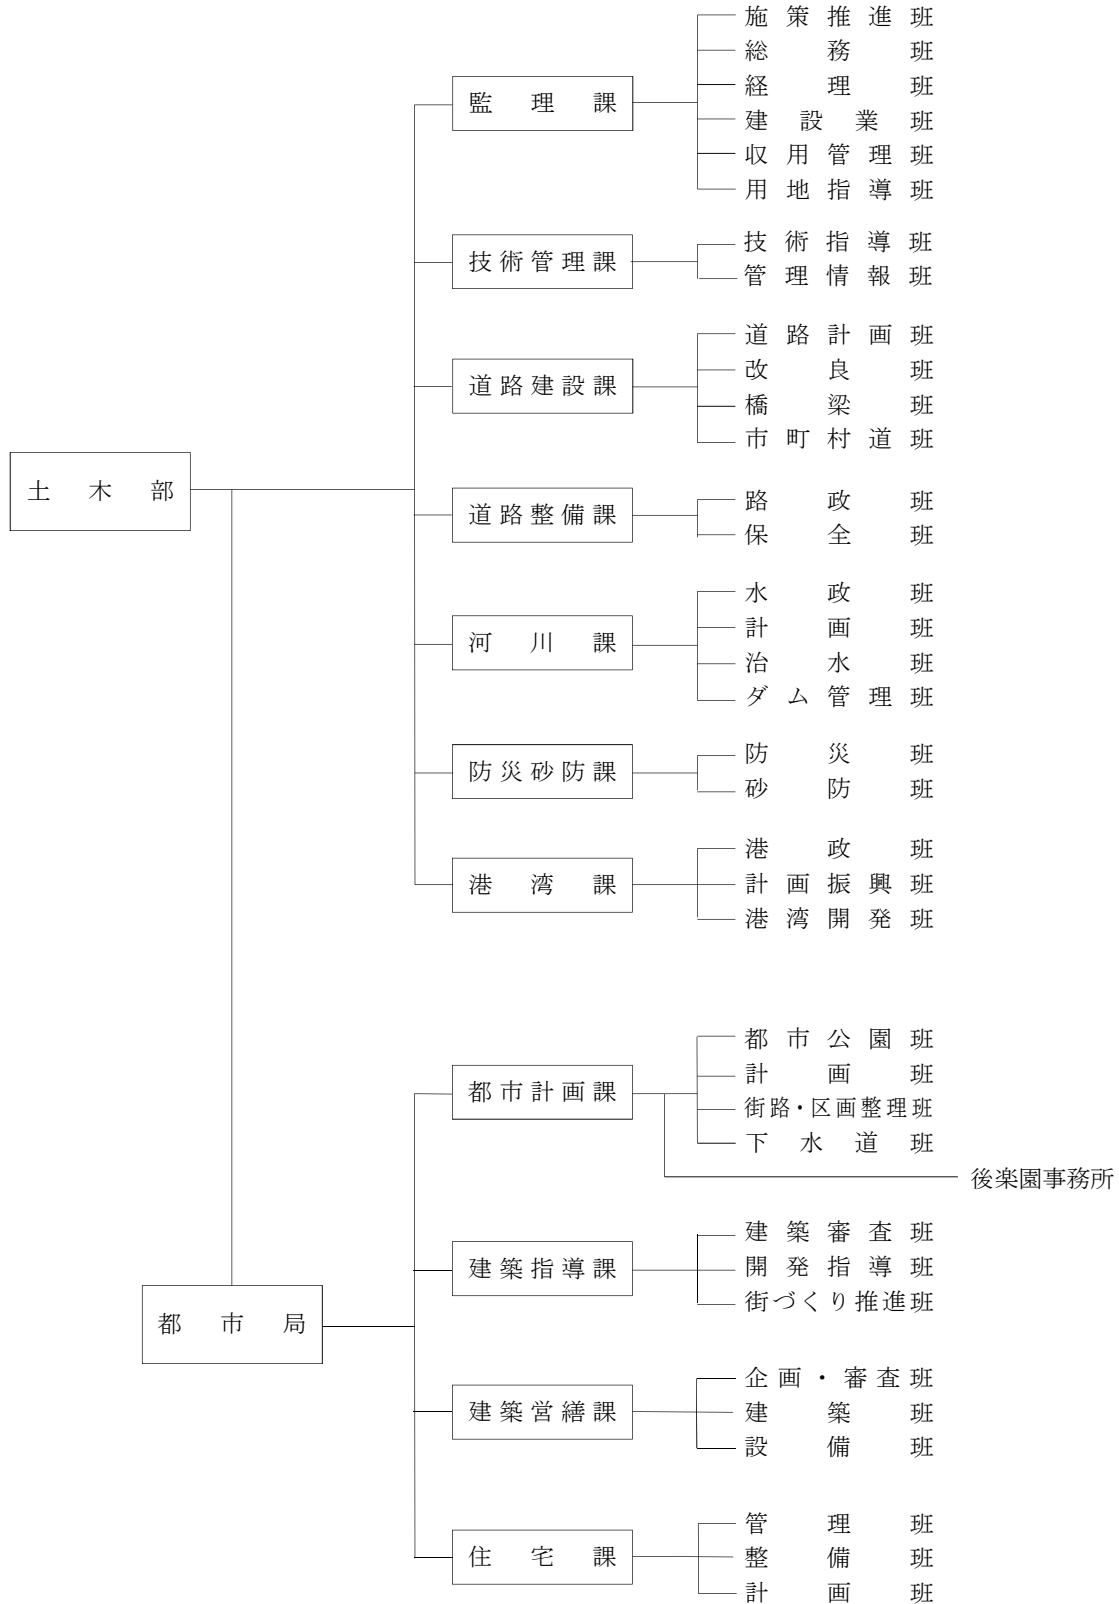 土木部
監理課
施策推進班
総務班
経理班
建設業班
収用管理班
用地指導班
技術管理課
技術指導班
管理情報班
道路建設課
道路計画班
改良班
橋梁班
市町村道班
道路整備課
路政班
保全班
河川課
水政班
計画班
治水班
ダム管理班
防災砂防課
防災班
砂防班
港湾課
港政班
計画振興班
港湾開発班
都市局
都市計画課
都市公園班
計画班
街路・区画整理班
下水道班
後楽園事務所
建築指導課
建築審査班
開発指導班
街づくり推進班
建築営繕課
企画・審査班
建築班
設備班
住宅課
管理班
整備班
計画班